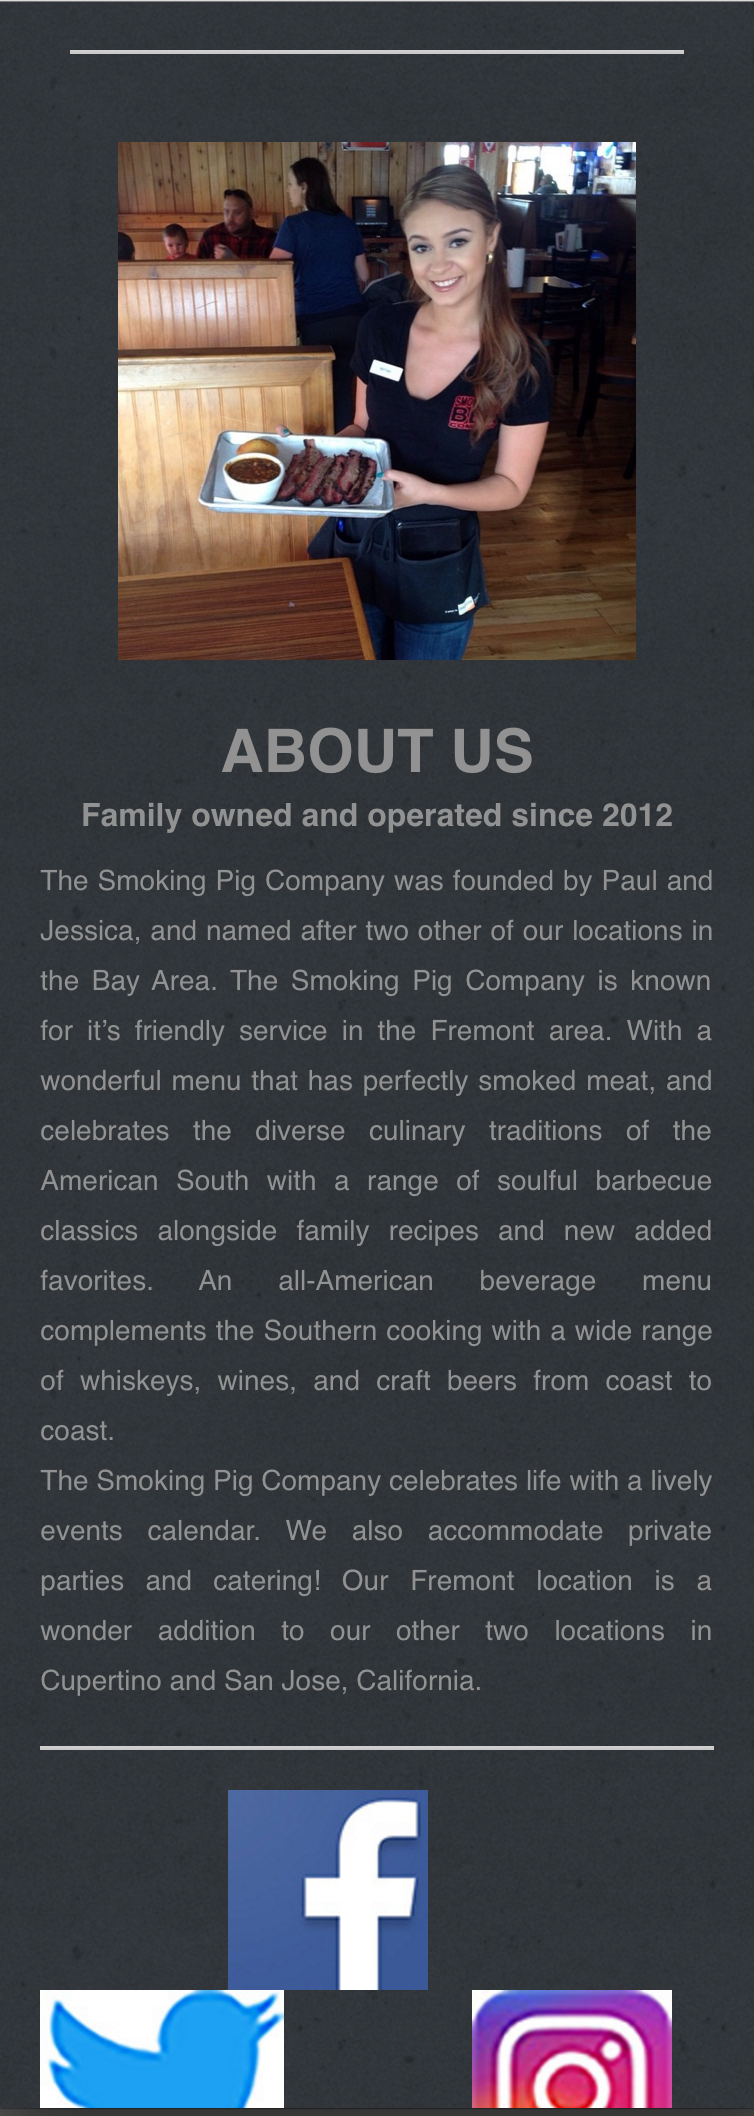 ABOUT US
Family owned and operated since 2012
The Smoking Pig Company was founded by Paul and
Jessica, and named after two other of our locations in
the Bay Area. The Smoking Pig Company is known
for it’s friendly service in the Fremont area. With a
wonderful menu that has perfectly smoked meat, and
celebrates the diverse culinary traditions of the
American South with a range of soulful barbecue
classics alongside family recipes and new added
favorites. An all-American beverage menu
complements the Southern cooking with a wide range
of whiskeys, wines, and craft beers from coast to
coast.
The Smoking Pig Company celebrates life with a lively
events calendar. We also accommodate private
parties and catering! Our Fremont location is a
wonder addition to our other two locations in
Cupertino and San Jose, California.